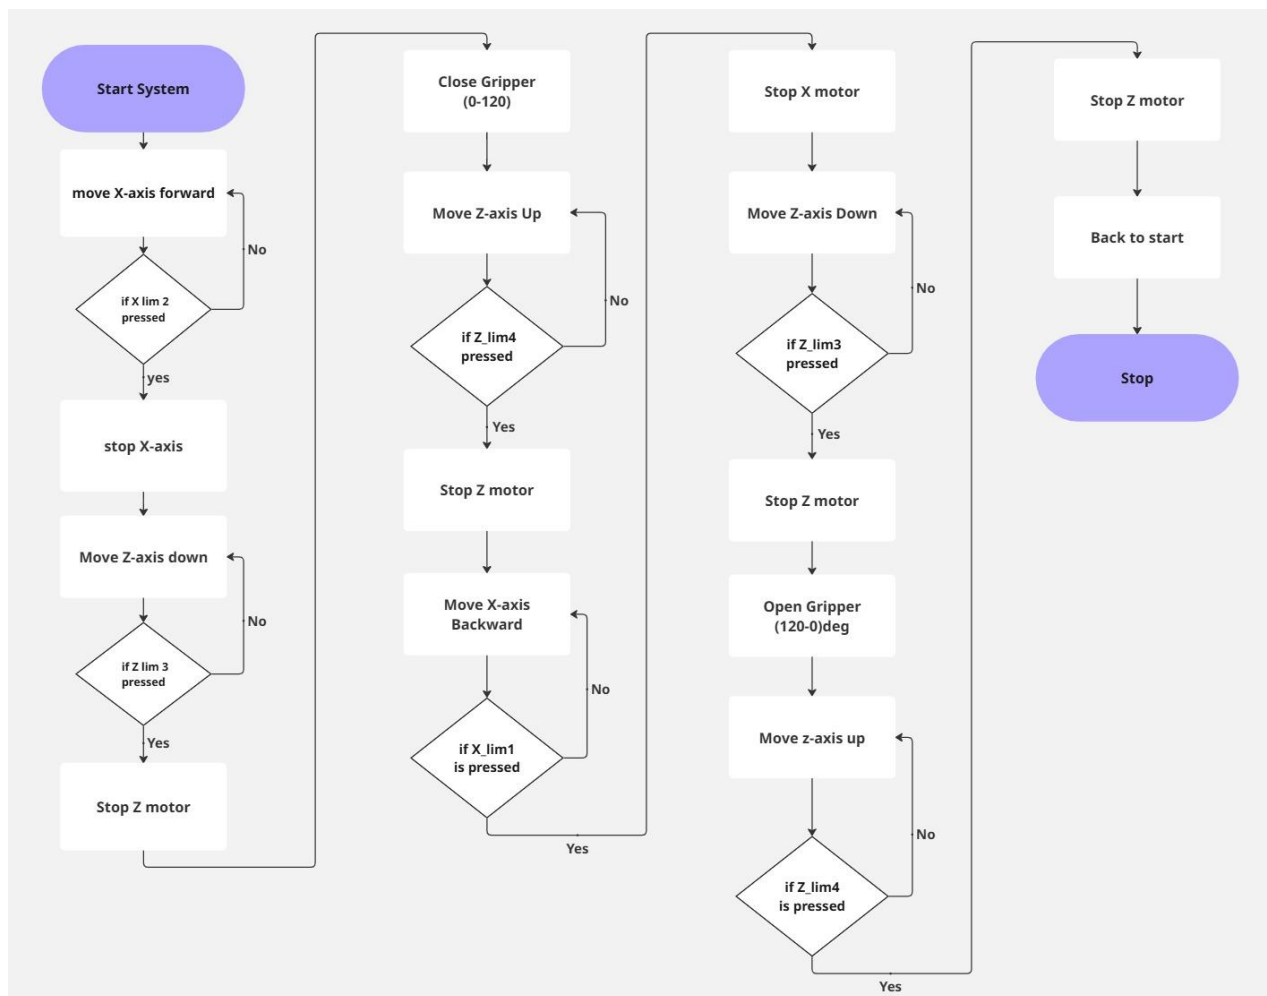 Start System
move X-axis forward
No
if X lim 2
pressed
yes
stop X-axis
Move Z-axis down
No
if Z lim 3
pressed
Yes
Stop Z motor
Close Gripper
(0-120)
Move Z-axis Up
No
if Z_lim4
pressed
Yes
Stop Z motor
Move X-axis
Backward
No
if X_lim1
is pressed
Yes
Stop X motor
Move Z-axis Down
No
if Z_lim3
pressed
Yes
Stop Z motor
Open Gripper
(120-0)deg
Move z-axis up
No
if Z_lim4
is pressed
Yes
Stop Z motor
Back to start
Stop